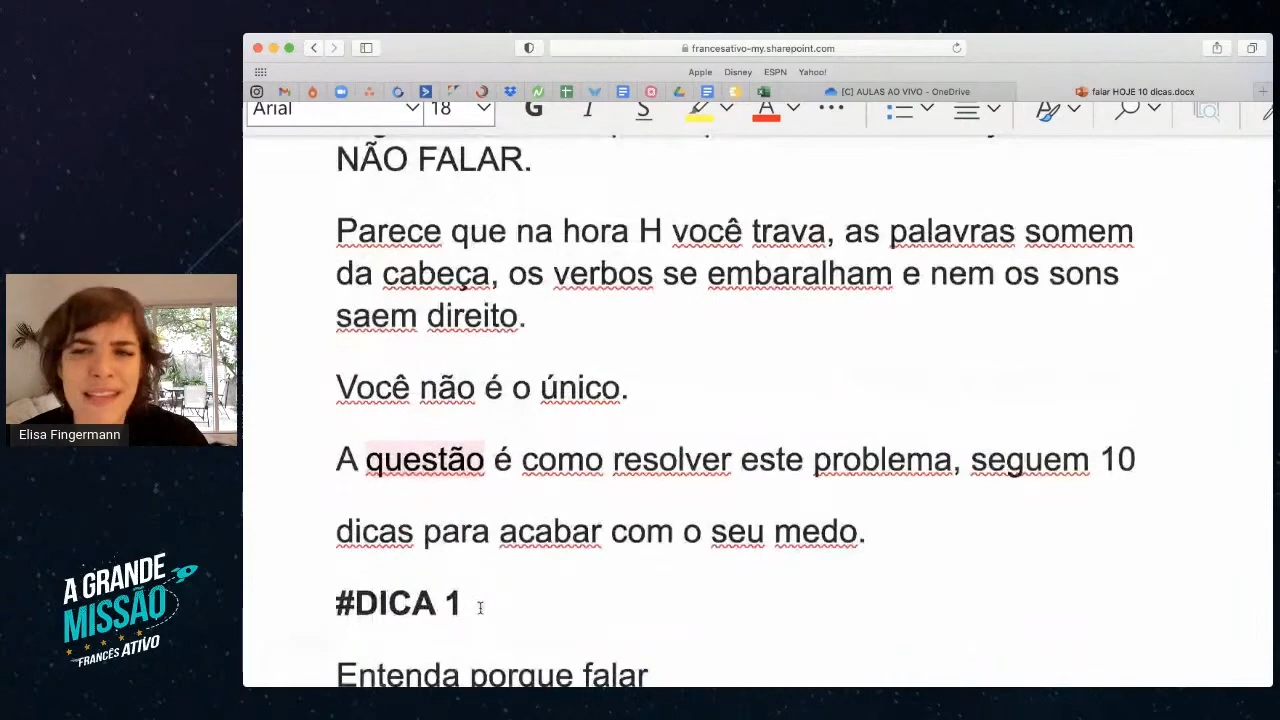 francesativo-my.sharepoint.com
Apple Disney ESPN Yahoo!
[C] AULAS AO VIVO - OneDrive
falar HOJE 10 dicas.docx
Arial 18 G I S A
NÃO FALAR.
Parece que na hora H você trava, as palavras somem
da cabeça, os verbos se embaralham e nem os sons
saem direito.
Você não é o único.
A questão é como resolver este problema, seguem 10
dicas para acabar com o seu medo.
#DICA 1
Entenda porque falar
Elisa Fingermann
A GRANDE
MISSÃO
FRANCÊS ATIVO